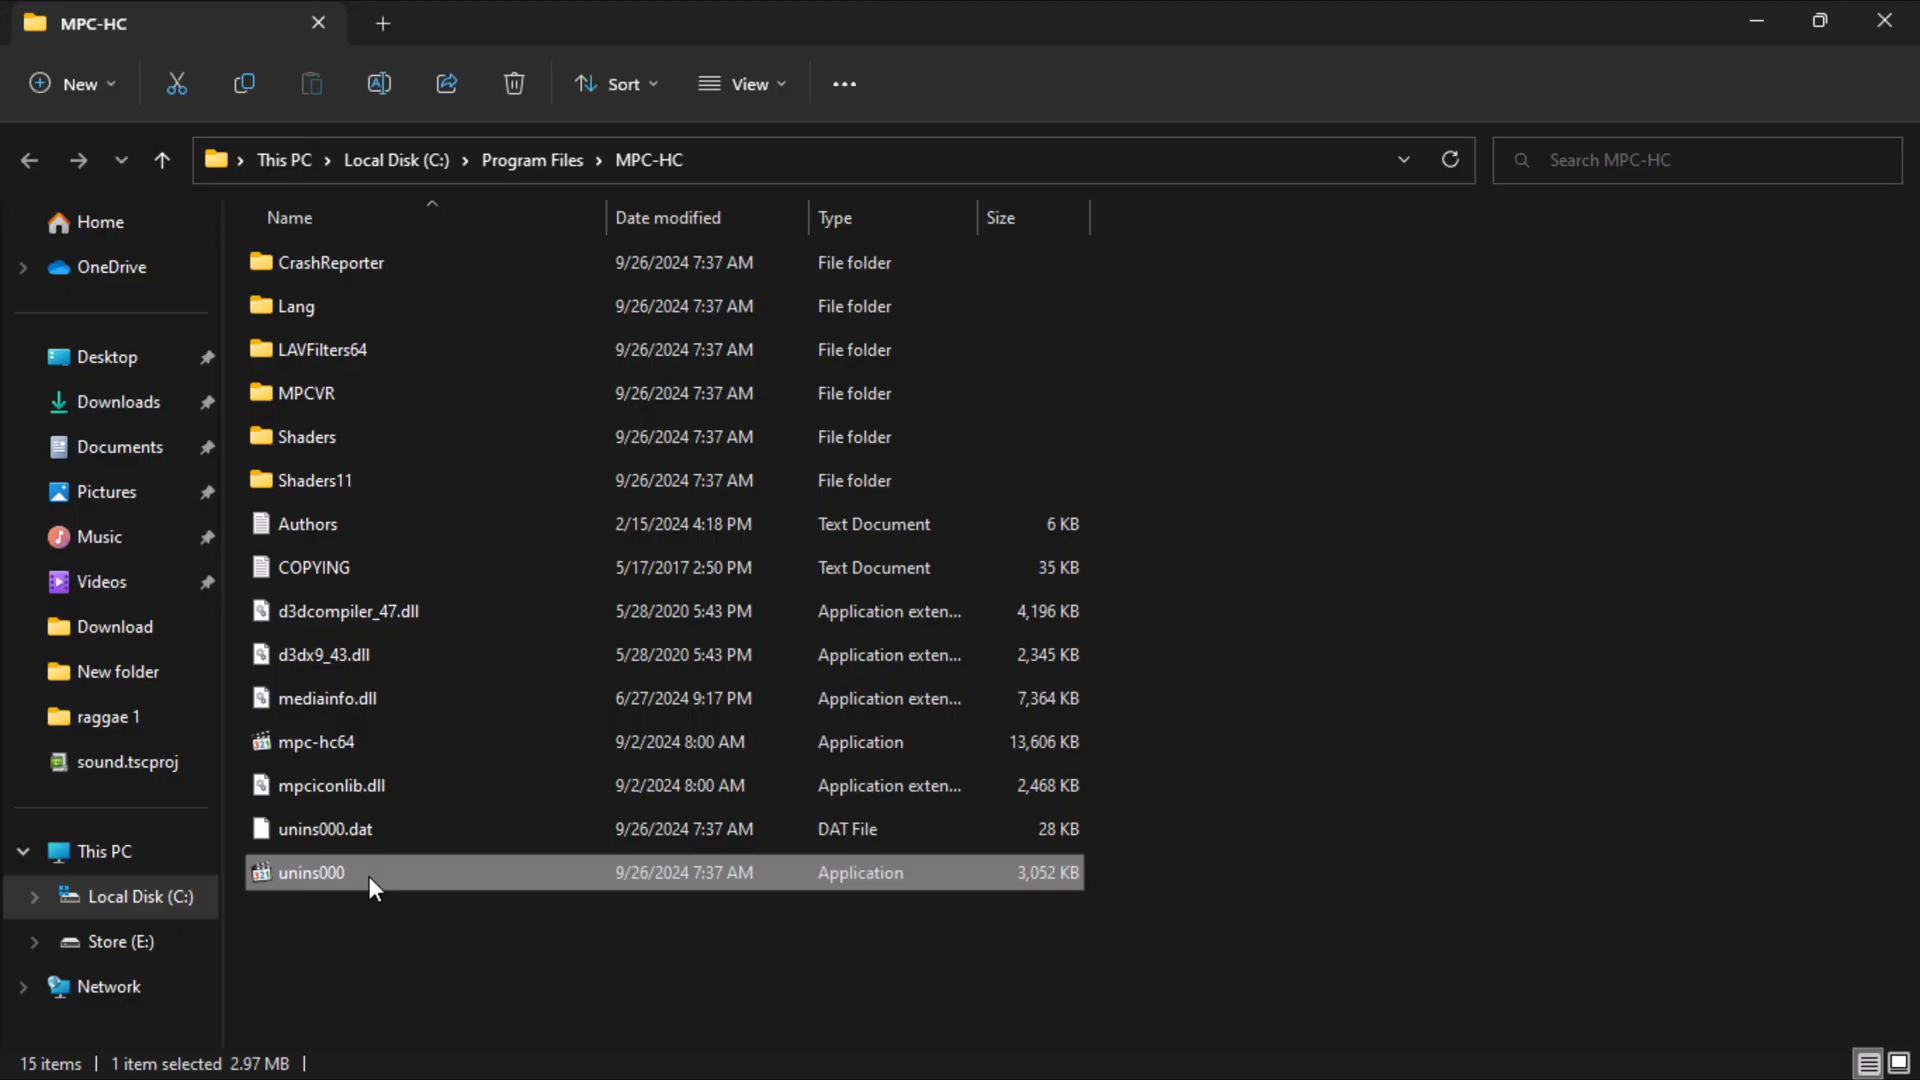 MPC-HC
New
Sort
View
This PC
Local Disk (C:)
Program Files
MPC-HC
Search MPC-HC
Home
OneDrive
Desktop
Downloads
Documents
Pictures
Music
Videos
Download
New folder
raggae 1
sound.tscproj
This PC
Local Disk (C:)
Store (E:)
Network
Name Date modified Type Size
CrashReporter 9/26/2024 7:37 AM File folder
Lang 9/26/2024 7:37 AM File folder
LAVFilters64 9/26/2024 7:37 AM File folder
MPCVR 9/26/2024 7:37 AM File folder
Shaders 9/26/2024 7:37 AM File folder
Shaders11 9/26/2024 7:37 AM File folder
Authors 2/15/2024 4:18 PM Text Document 6 KB
COPYING 5/17/2017 2:50 PM Text Document 35 KB
d3dcompiler_47.dll 5/28/2020 5:43 PM Application exten... 4,196 KB
d3dx9_43.dll 5/28/2020 5:43 PM Application exten... 2,345 KB
mediainfo.dll 6/27/2024 9:17 PM Application exten... 7,364 KB
mpc-hc64 9/2/2024 8:00 AM Application 13,606 KB
mpciconlib.dll 9/2/2024 8:00 AM Application exten... 2,468 KB
unins000.dat 9/26/2024 7:37 AM DAT File 28 KB
unins000 9/26/2024 7:37 AM Application 3,052 KB
15 items 1 item selected 2.97 MB